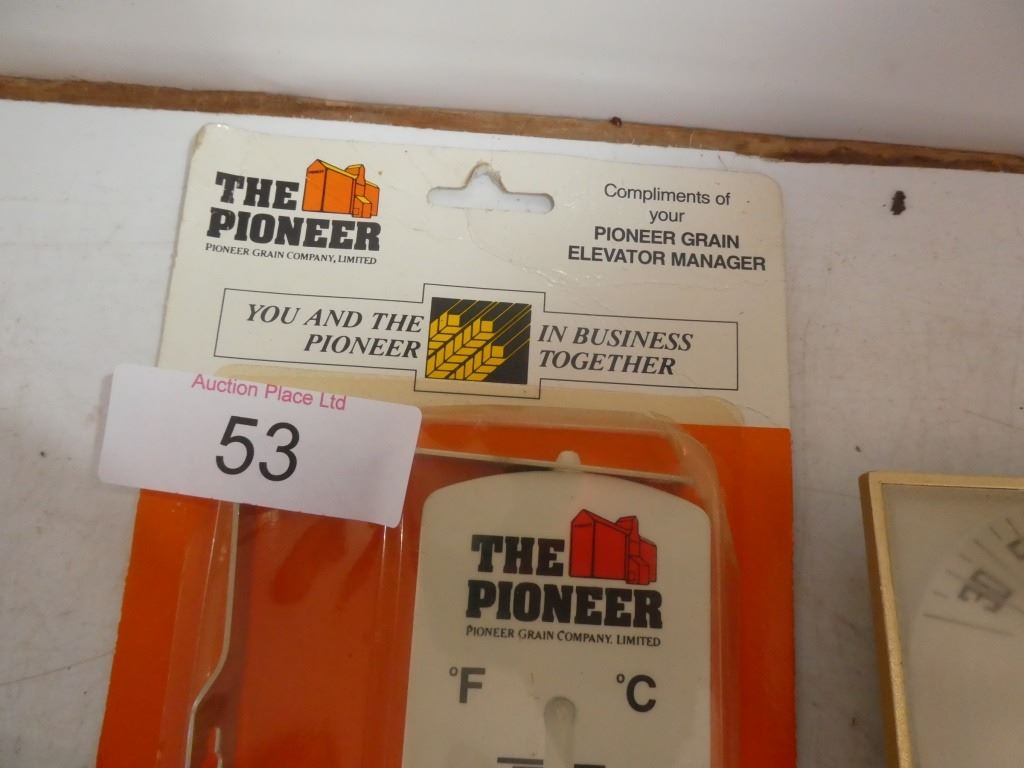 THE
PIONEER
PIONEER GRAIN COMPANY, LIMITED
Compliments of
your
PIONEER GRAIN
ELEVATOR MANAGER
YOU AND THE
PIONEER
IN BUSINESS
TOGETHER
Auction Place Ltd
53
THE
PIONEER
PIONEER GRAIN COMPANY, LIMITED
°F
°C
30